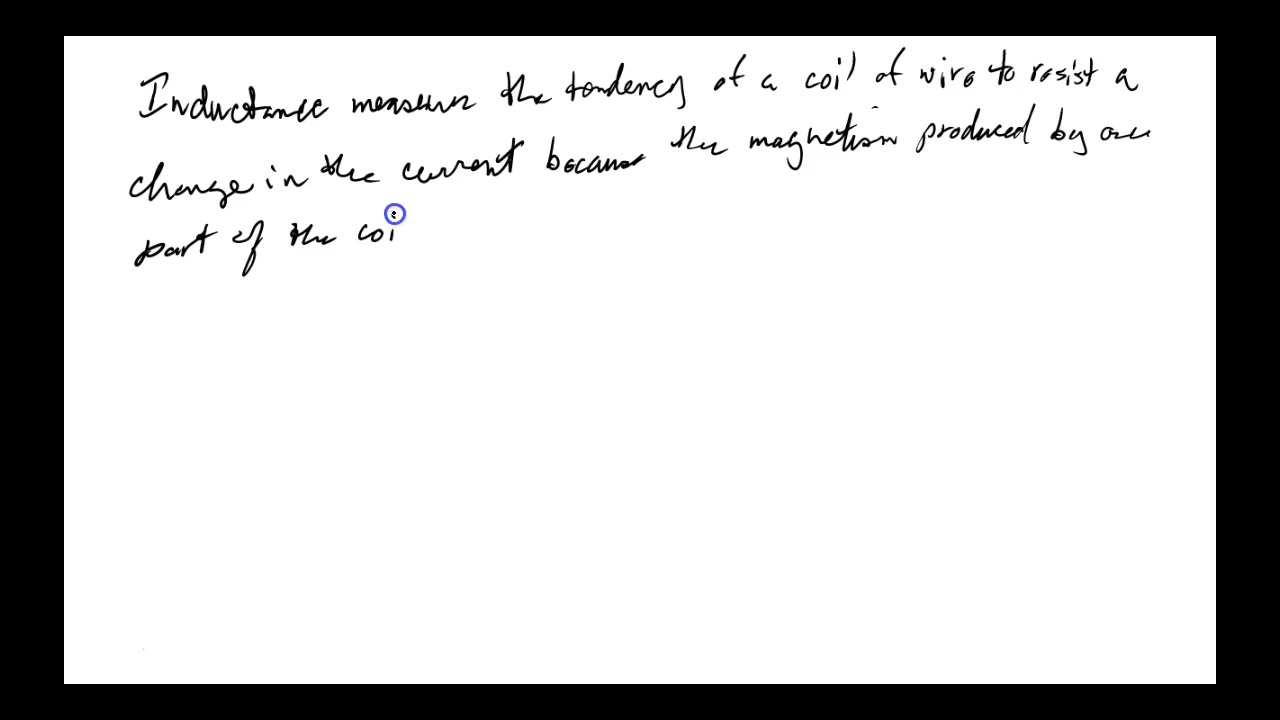 Inductance measures the tendency of a coil of wire to resist a
change in the current because the magnetism produced by one
part of the coi